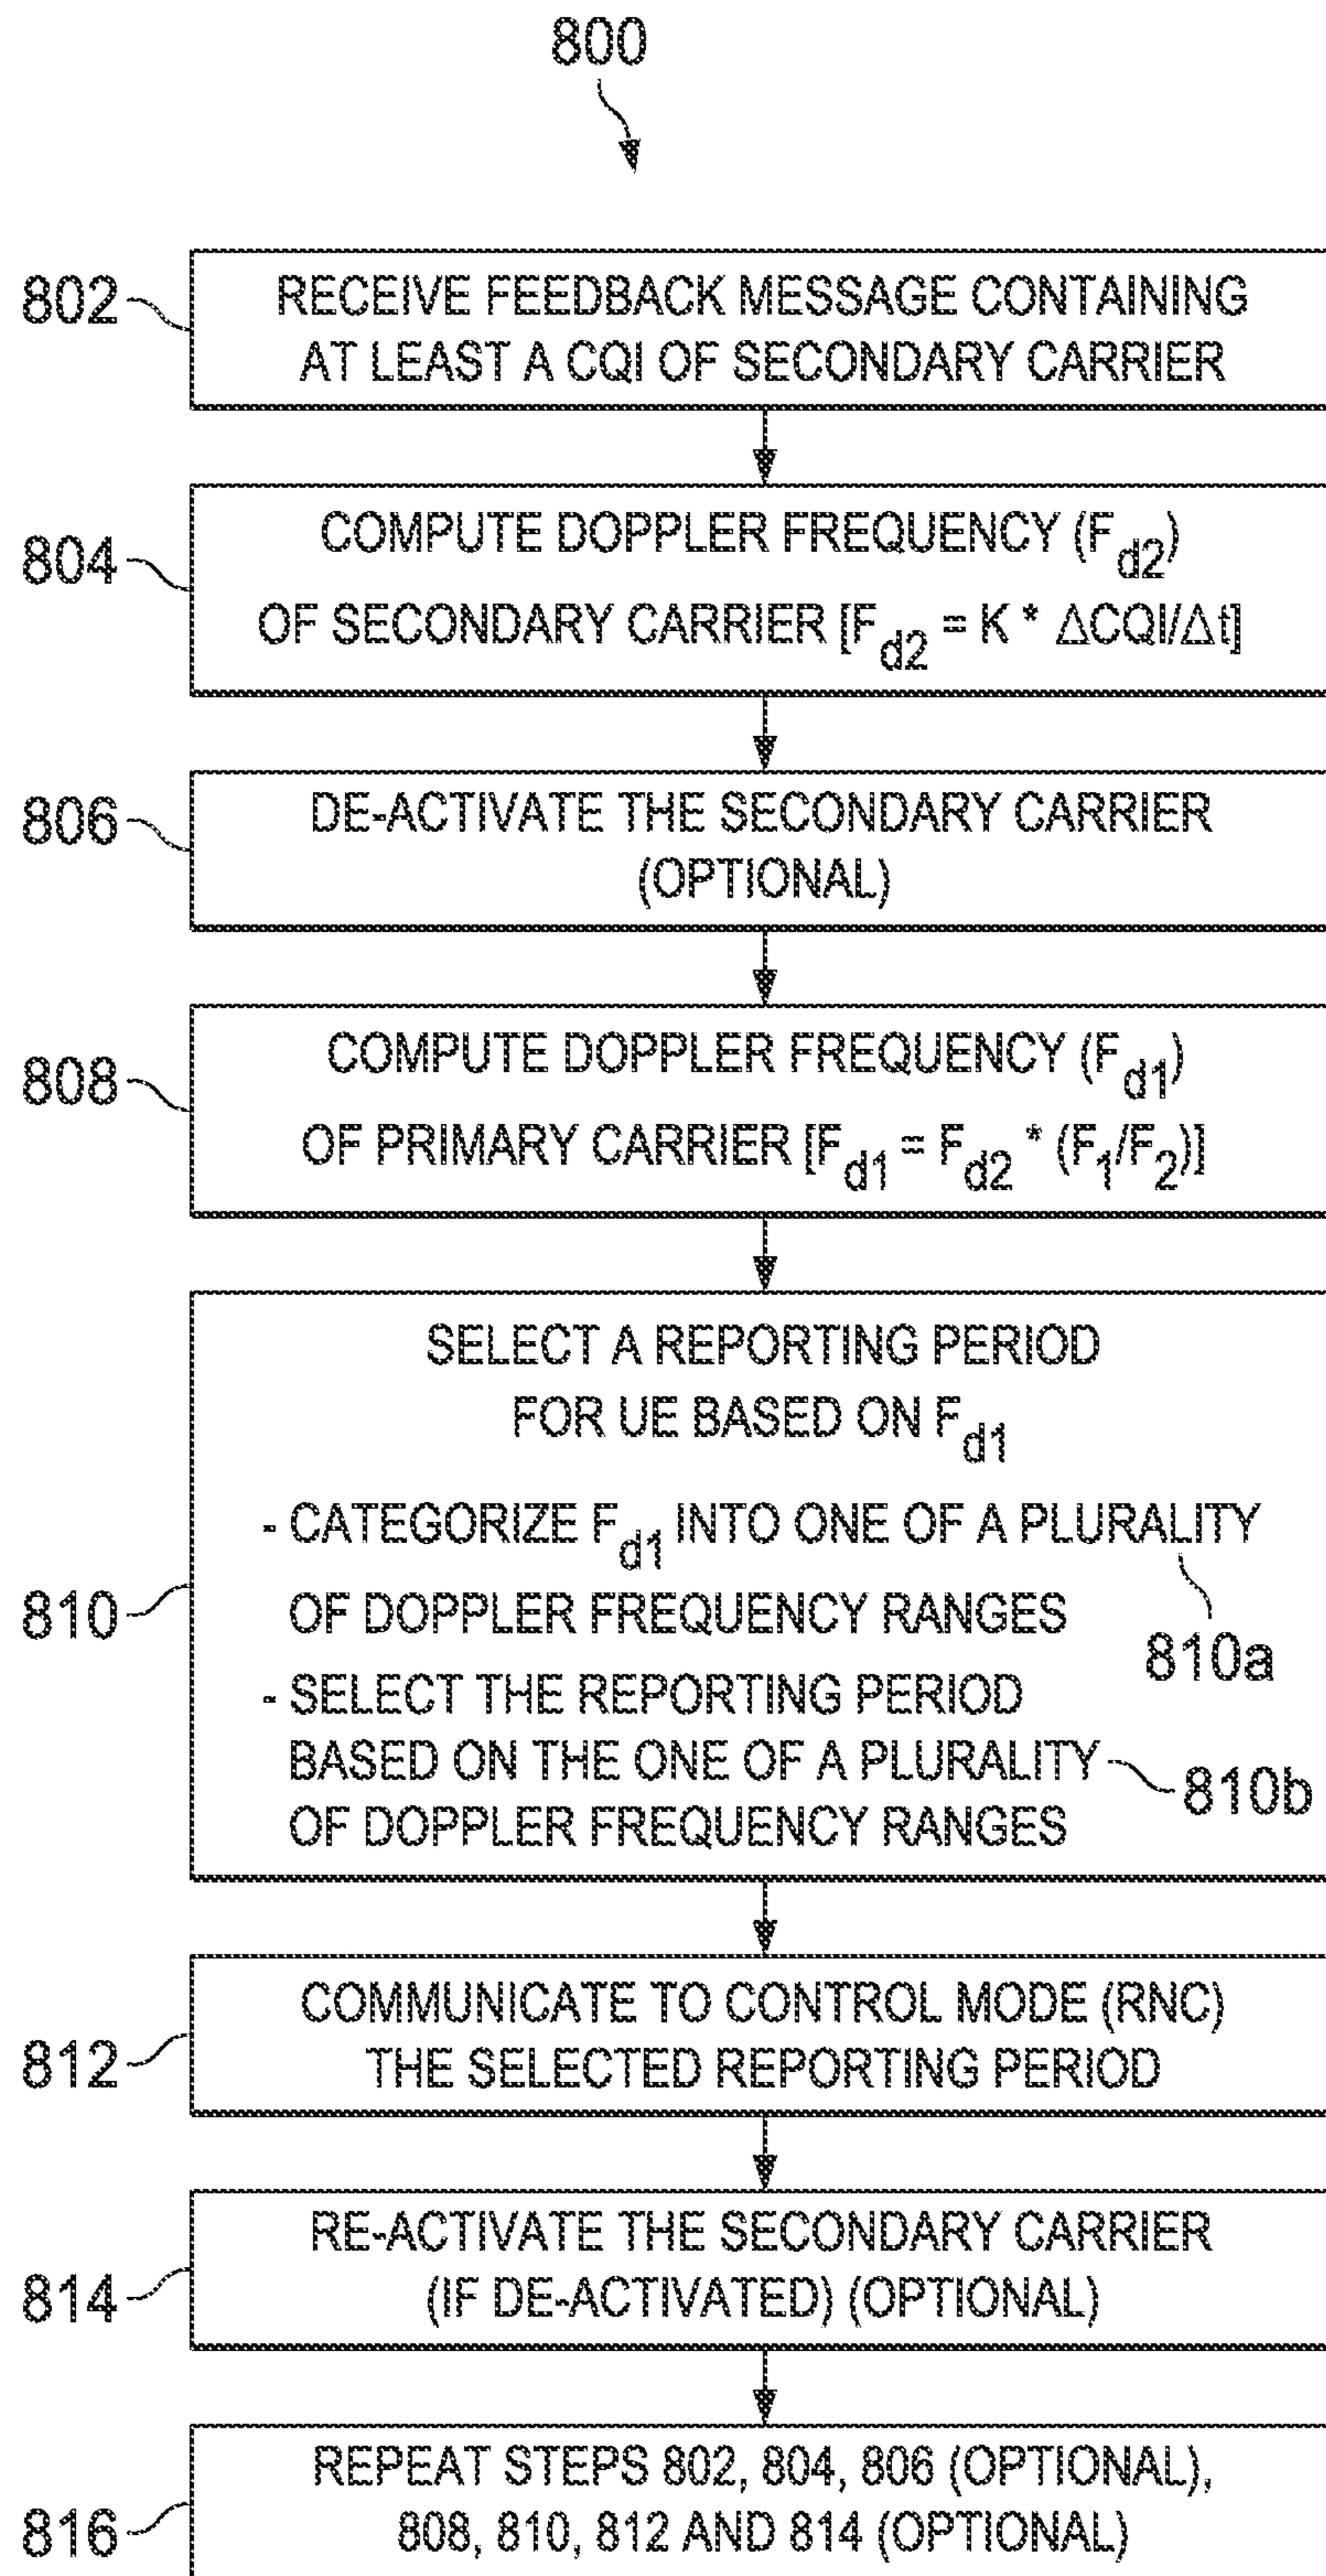 800
802
RECEIVE FEEDBACK MESSAGE CONTAINING
AT LEAST A CQI OF SECONDARY CARRIER
804
COMPUTE DOPPLER FREQUENCY (Fd2)
OF SECONDARY CARRIER [Fd2 = K * ΔCQI/Δt]
806
DE-ACTIVATE THE SECONDARY CARRIER
(OPTIONAL)
808
COMPUTE DOPPLER FREQUENCY (Fd1)
OF PRIMARY CARRIER [Fd1 = Fd2 * (F1/F2)]
810
SELECT A REPORTING PERIOD
FOR UE BASED ON Fd1
- CATEGORIZE Fd1 INTO ONE OF A PLURALITY
OF DOPPLER FREQUENCY RANGES
810a
- SELECT THE REPORTING PERIOD
BASED ON THE ONE OF A PLURALITY
810b
OF DOPPLER FREQUENCY RANGES
812
COMMUNICATE TO CONTROL MODE (RNC)
THE SELECTED REPORTING PERIOD
814
RE-ACTIVATE THE SECONDARY CARRIER
(IF DE-ACTIVATED) (OPTIONAL)
816
REPEAT STEPS 802, 804, 806 (OPTIONAL),
808, 810, 812 AND 814 (OPTIONAL)